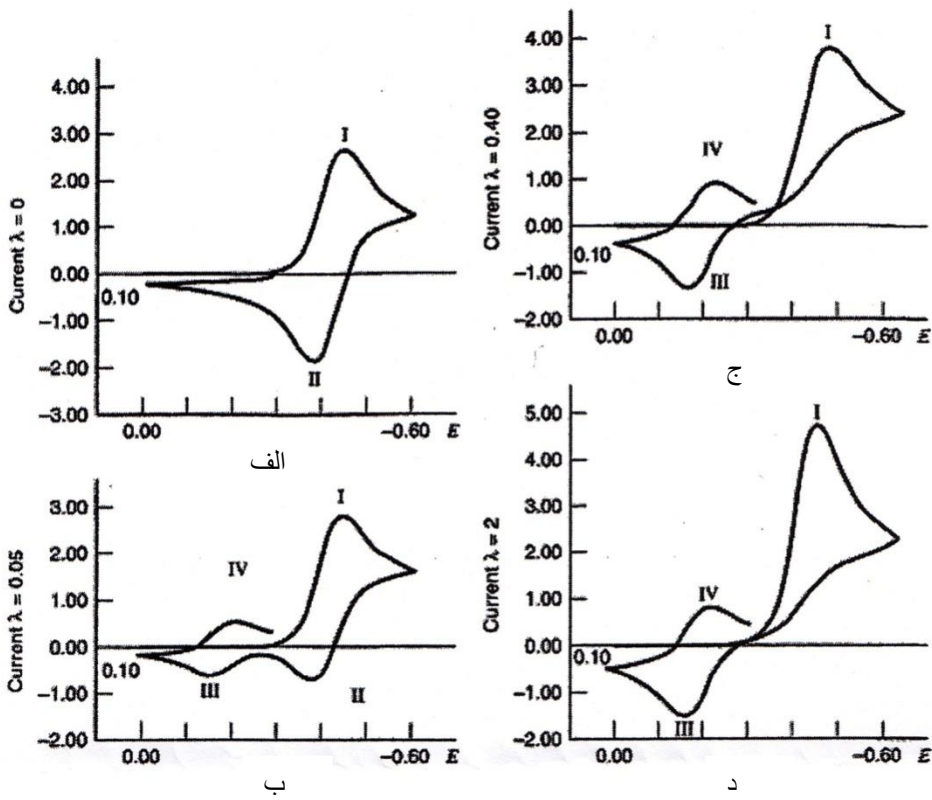 Current λ = 0
4.00
3.00
2.00
1.00
0.00
−1.00
−2.00
−3.00
0.10
I
II
0.00
−0.60
E
الف
Current λ = 0.40
4.00
3.00
2.00
1.00
0.00
−1.00
−2.00
0.10
I
IV
III
0.00
−0.60
E
ج
Current λ = 0.05
3.00
2.00
1.00
0.00
−1.00
−2.00
0.10
I
IV
III
II
0.00
−0.60
E
ب
Current λ = 2
5.00
4.00
3.00
2.00
1.00
0.00
−1.00
−2.00
0.10
I
IV
III
0.00
−0.60
E
د